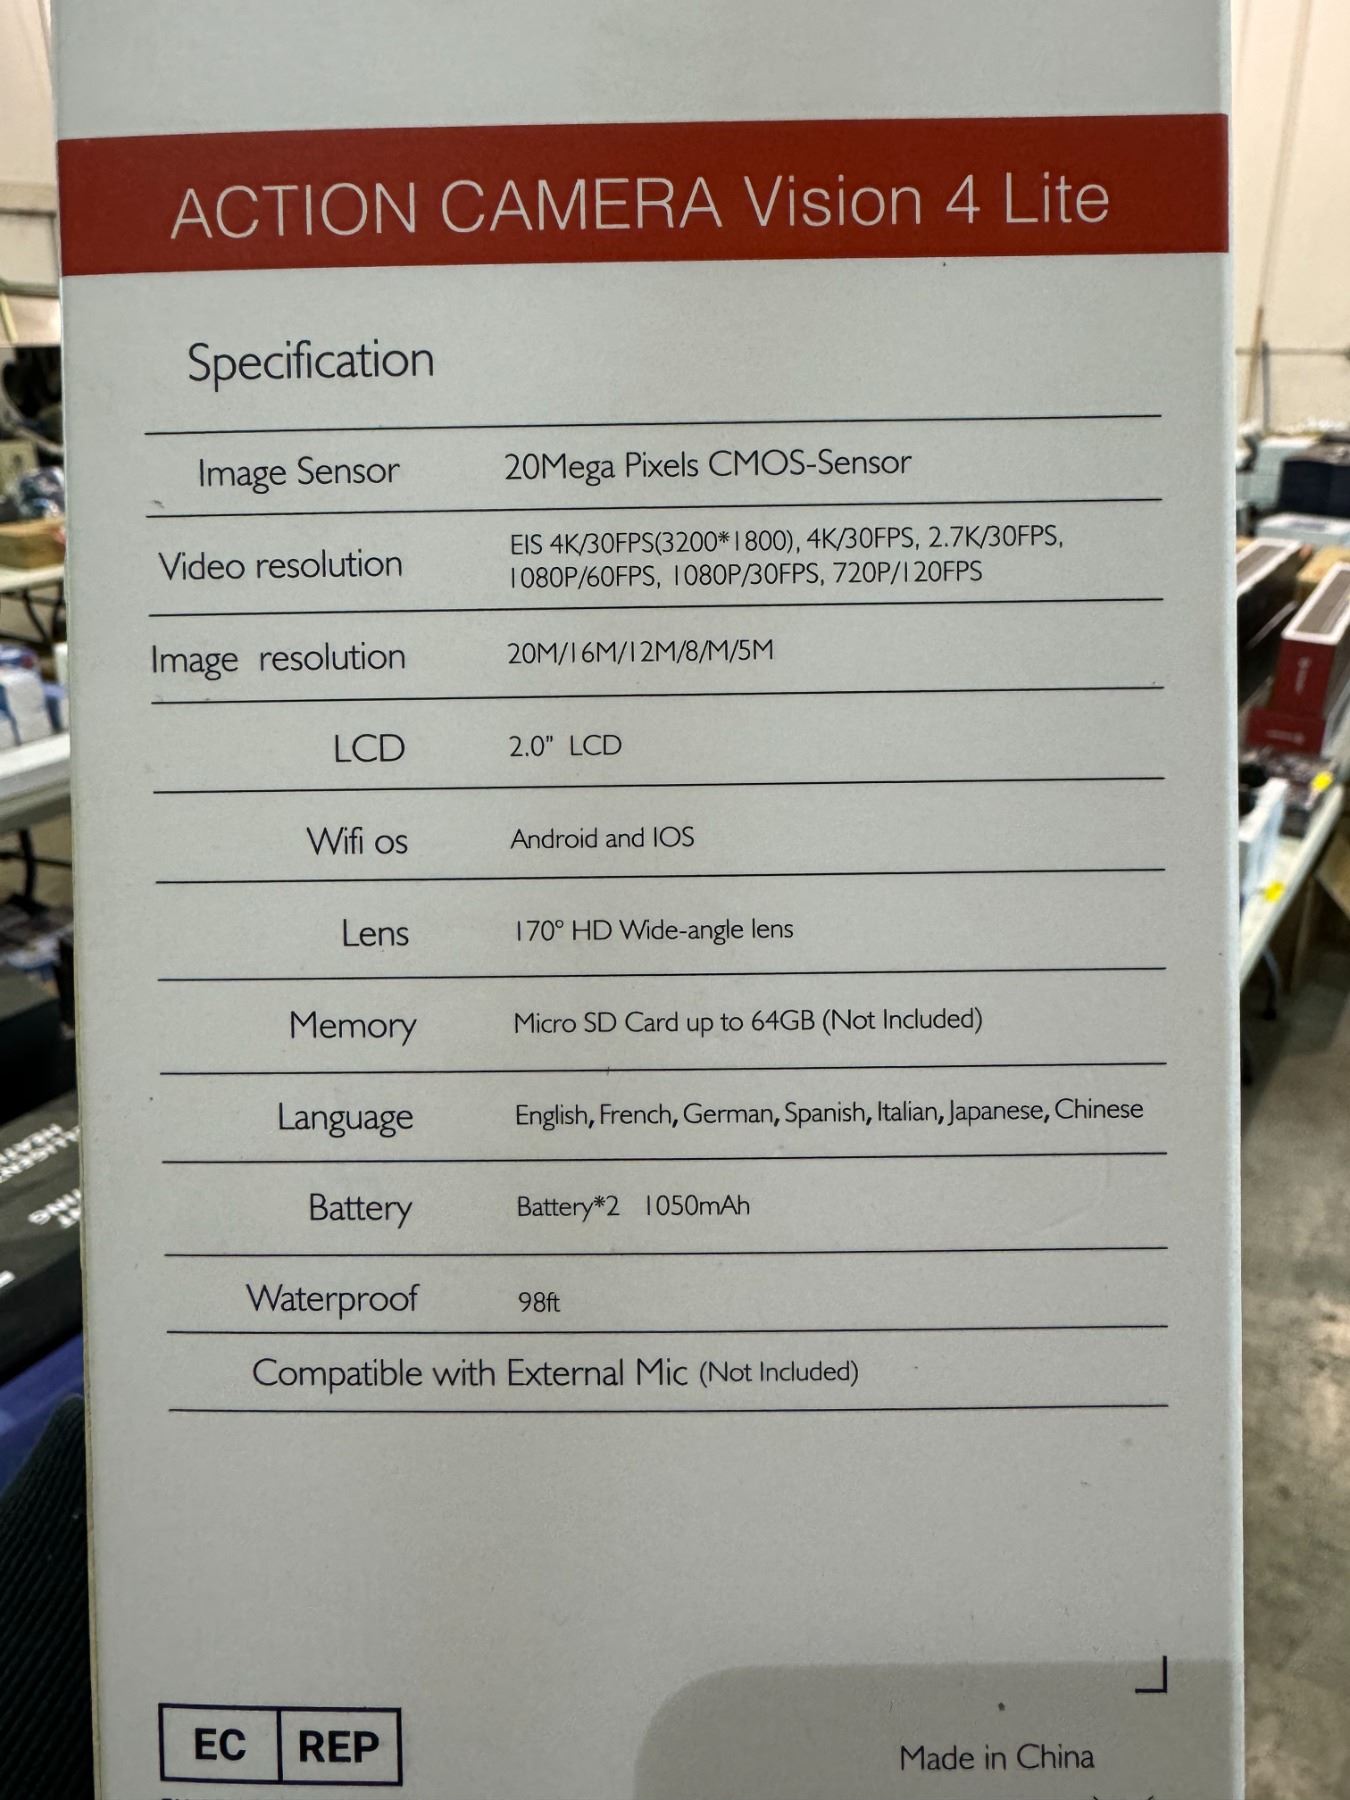 ACTION CAMERA Vision 4 Lite
Specification
Image Sensor 20Mega Pixels CMOS-Sensor
Video resolution EIS 4K/30FPS(3200*1800), 4K/30FPS, 2.7K/30FPS,
1080P/60FPS, 1080P/30FPS, 720P/120FPS
Image resolution 20M/16M/12M/8/M/5M
LCD 2.0" LCD
Wifi os Android and IOS
Lens 170° HD Wide-angle lens
Memory Micro SD Card up to 64GB (Not Included)
Language English, French, German, Spanish, Italian, Japanese, Chinese
Battery Battery*2 1050mAh
Waterproof 98ft
Compatible with External Mic (Not Included)
EC REP
Made in China